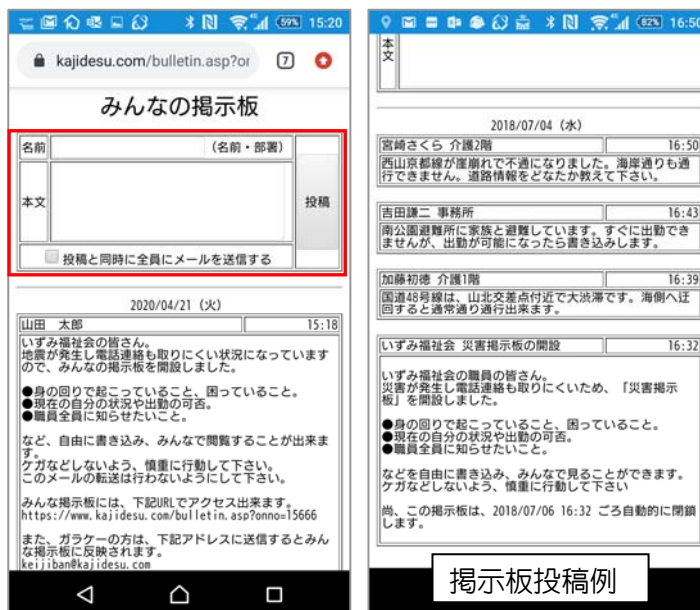 59% 15:20
kajidesu.com/bulletin.asp?or 7
みんなの掲示板
名前 (名前・部署)
本文
投稿
投稿と同時に全員にメールを送信する
2020/04/21 (火)
山田 太郎 15:18
いずみ福祉会の皆さん。
地震が発生し電話連絡も取りにくい状況になっています
ので、みんなの掲示板を開設しました。
●身の回りで起こっていること、困っていること。
●現在の自分の状況や出勤の可否。
●職員全員に知らせたいこと。
など、自由に書き込み、みんなで閲覧することが出来ま
す。
ケガなどしないよう、慎重に行動して下さい。
このメールの転送は行わないようにして下さい。
みんな掲示板には、下記URLでアクセス出来ます。
https://www.kajidesu.com/bulletin.asp?onno=15666
また、ガラケーの方は、下記アドレスに送信するとみん
な掲示板に反映されます。
keijiban@kajidesu.com
82% 16:50
本文
2018/07/04 (水)
宮崎さくら 介護2階 16:50
西山京都線が崖崩れで不通になりました。海岸通りも通
行できません。道路情報をどなたか教えて下さい。
吉田謙二 事務所 16:43
南公園避難所に家族と避難しています。すぐに出勤でき
ませんが、出勤が可能になったら書き込みします。
加藤初徳 介護1階 16:39
国道48号線は、山北交差点付近で大渋滞です。海側へ迂
回すると通常通り通行出来ます。
いずみ福祉会 災害掲示板の開設 16:32
いずみ福祉会の職員の皆さん。
災害が発生し電話連絡も取りにくいため、「災害掲示
板」を開設しました。
●身の回りで起こっていること、困っていること。
●現在の自分の状況や出勤の可否。
●職員全員に知らせたいこと。
などを自由に書き込み、みんなで見ることができます。
ケガなどしないよう、慎重に行動して下さい
尚、この掲示板は、2018/07/06 16:32 ごろ自動的に閉鎖
します。
掲示板投稿例